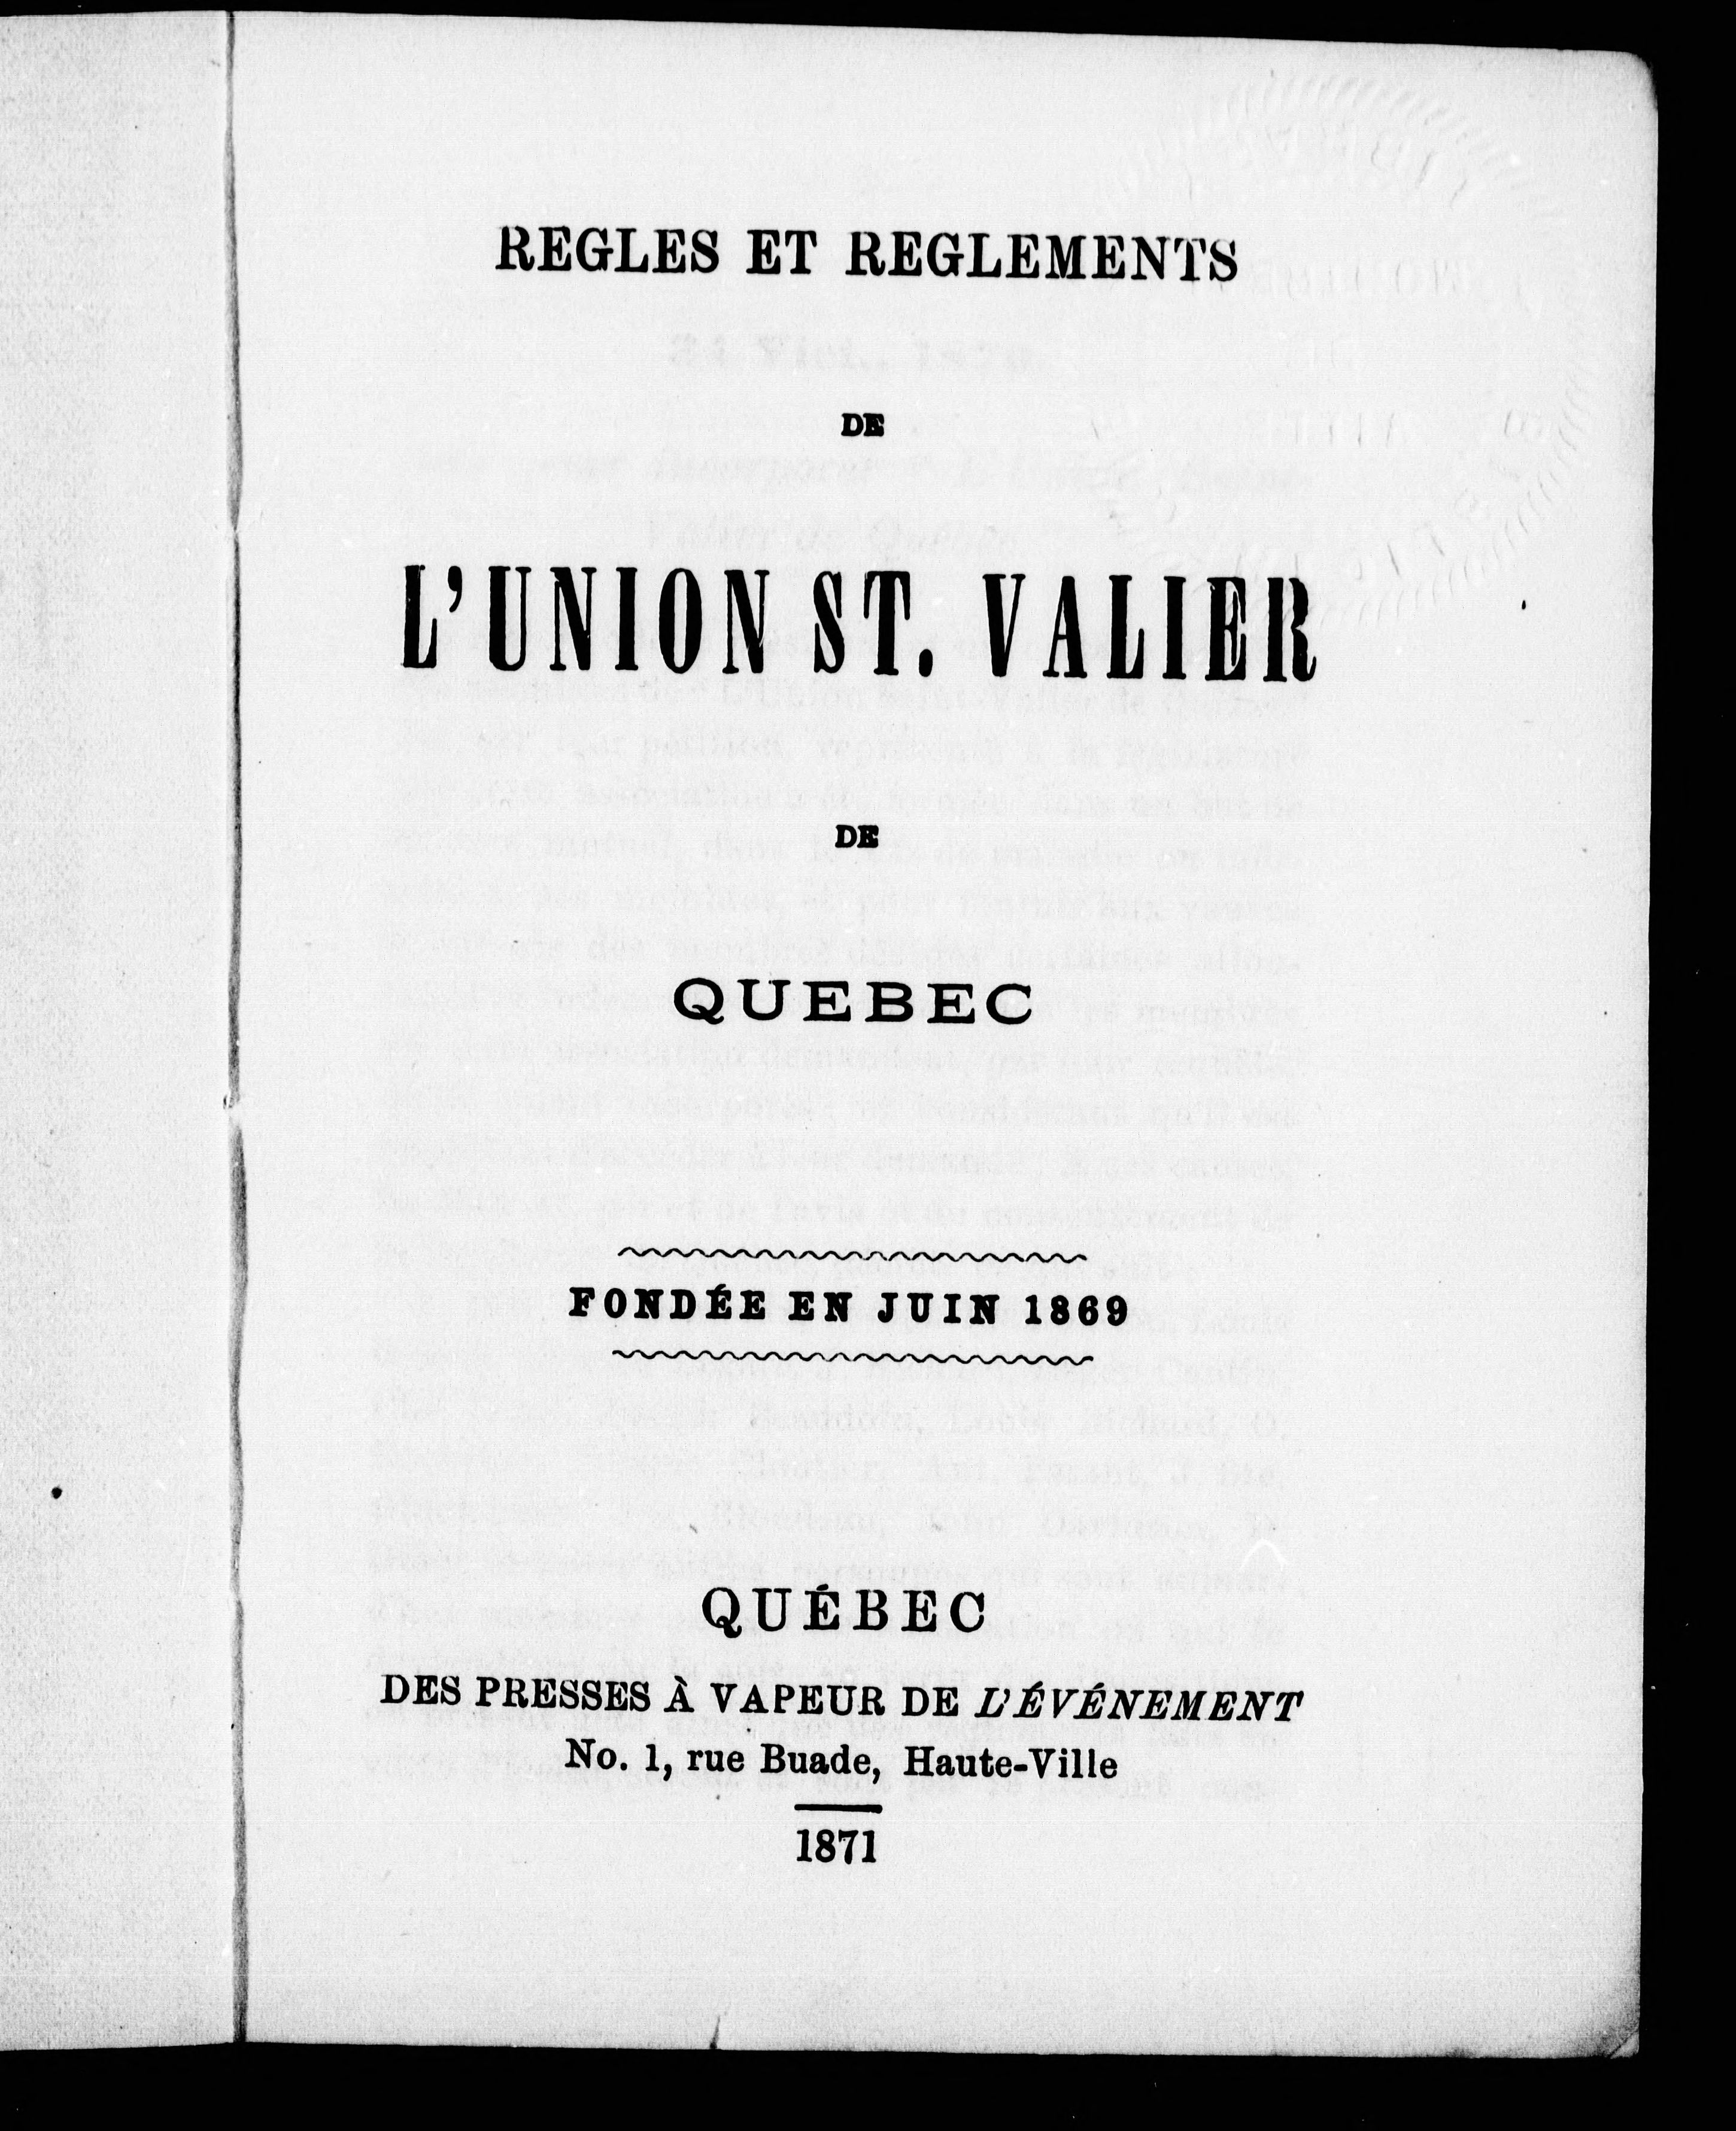 REGLES ET REGLEMENTS
DE
L'UNION ST. VALIER
DE
QUEBEC
FONDÉE EN JUIN 1869
QUÉBEC
DES PRESSES À VAPEUR DE L'ÉVÉNEMENT
No. 1, rue Buade, Haute-Ville
1871